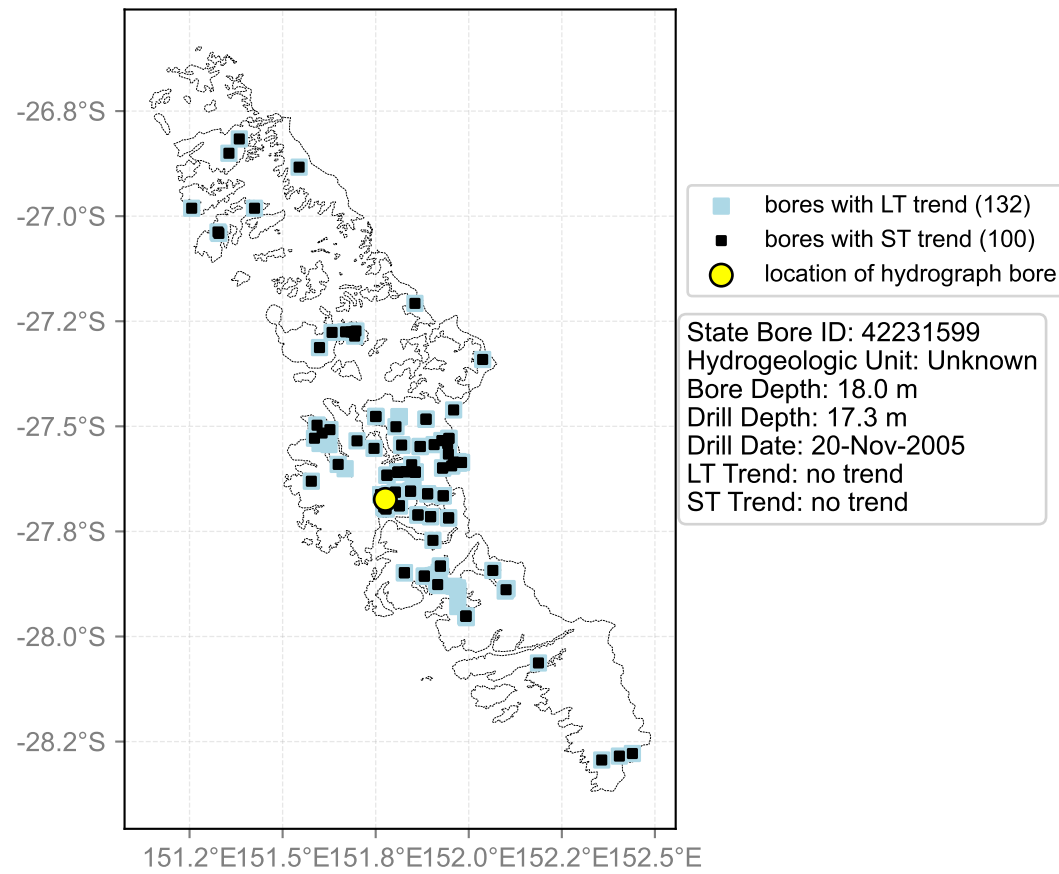 -26.8°S
-27.0°S
-27.2°S
-27.5°S
-27.8°S
-28.0°S
-28.2°S
151.2°E151.5°E151.8°E152.0°E152.2°E152.5°E
bores with LT trend (132)
bores with ST trend (100)
location of hydrograph bore
State Bore ID: 42231599
Hydrogeologic Unit: Unknown
Bore Depth: 18.0 m
Drill Depth: 17.3 m
Drill Date: 20-Nov-2005
LT Trend: no trend
ST Trend: no trend